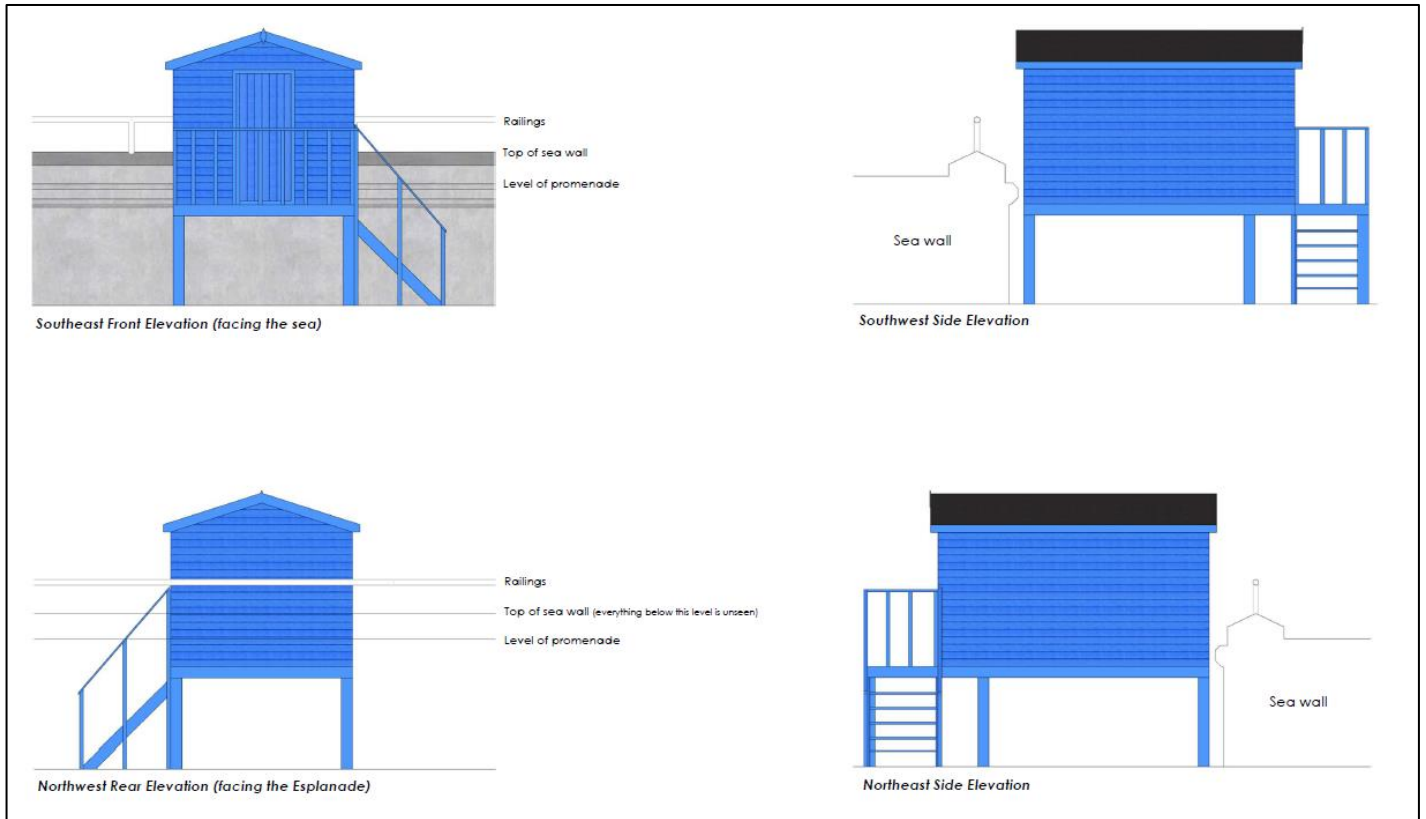 Railings
Top of sea wall
Level of promenade
Sea wall
Southeast Front Elevation (facing the sea)
Southwest Side Elevation
Railings
Top of sea wall (everything below this level is unseen)
Level of promenade
Sea wall
Northwest Rear Elevation (facing the Esplanade)
Northeast Side Elevation